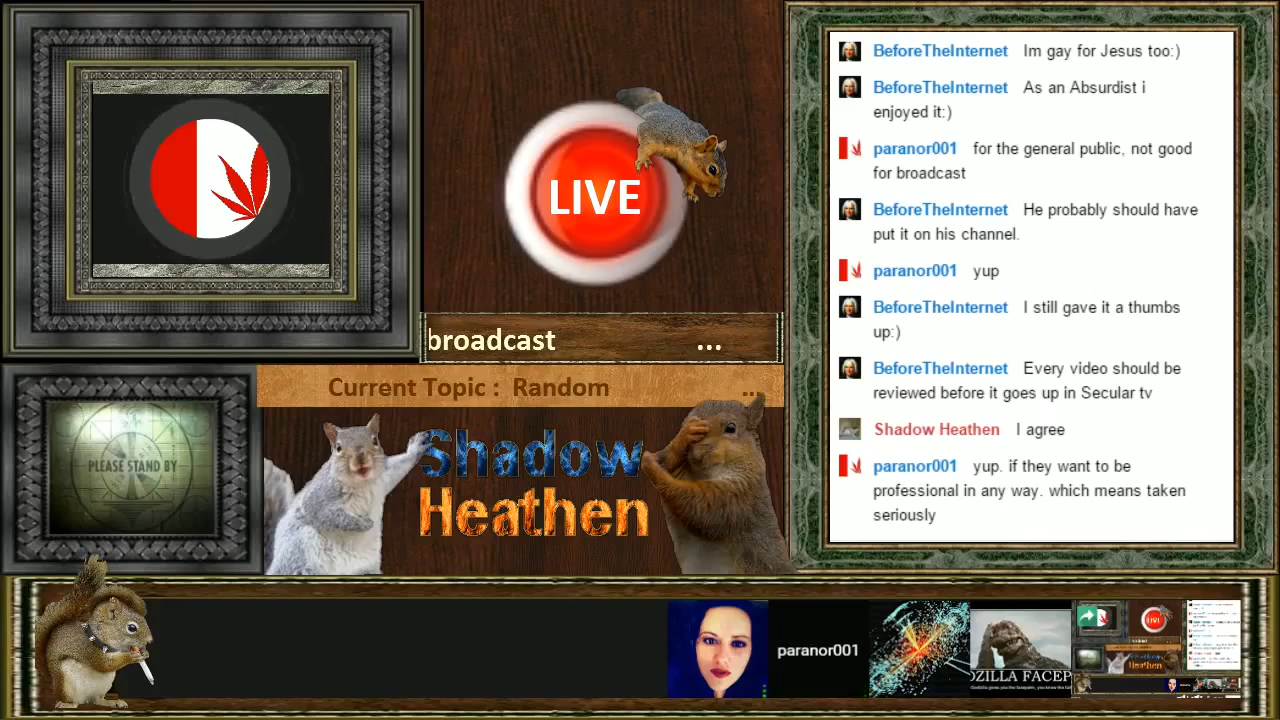 LIVE
broadcast ...
Current Topic : Random ...
PLEASE STAND BY
Shadow
Heathen
BeforeTheInternet Im gay for Jesus too:)
BeforeTheInternet As an Absurdist i
enjoyed it:)
paranor001 for the general public, not good
for broadcast
BeforeTheInternet He probably should have
put it on his channel.
paranor001 yup
BeforeTheInternet I still gave it a thumbs
up:)
BeforeTheInternet Every video should be
reviewed before it goes up in Secular tv
Shadow Heathen I agree
paranor001 yup. if they want to be
professional in any way. which means taken
seriously
paranor001
OZILLA FACEP
LIVE
Heathen